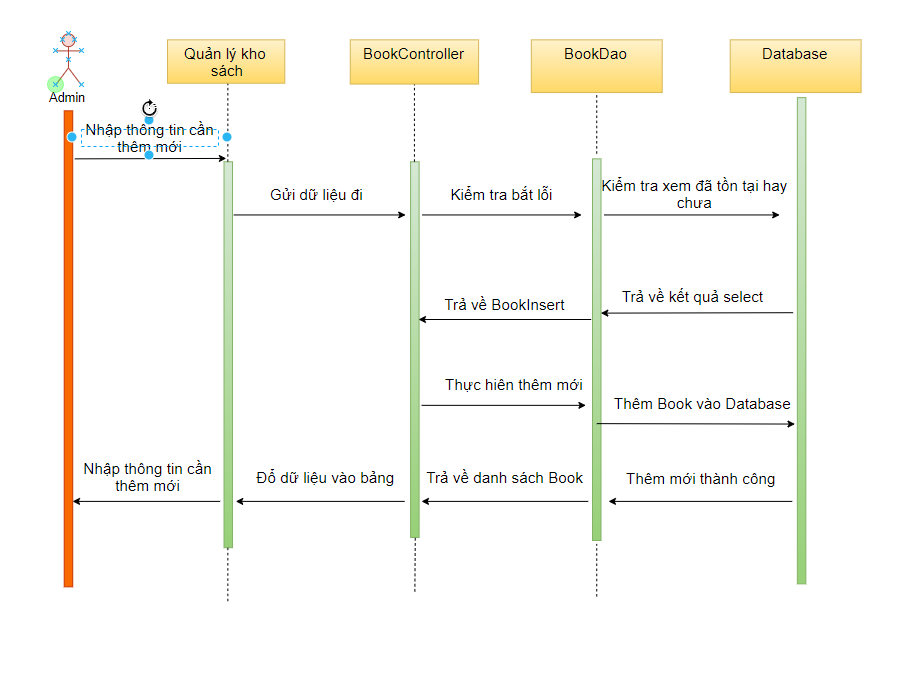 Admin
Quản lý kho
sách
BookController
BookDao
Database
Nhập thông tin cần
thêm mới
Gửi dữ liệu đi
Kiểm tra bắt lỗi
Kiểm tra xem đã tồn tại hay
chưa
Trả về BookInsert
Trả về kết quả select
Thực hiên thêm mới
Thêm Book vào Database
Nhập thông tin cần
thêm mới
Đổ dữ liệu vào bảng
Trả về danh sách Book
Thêm mới thành công